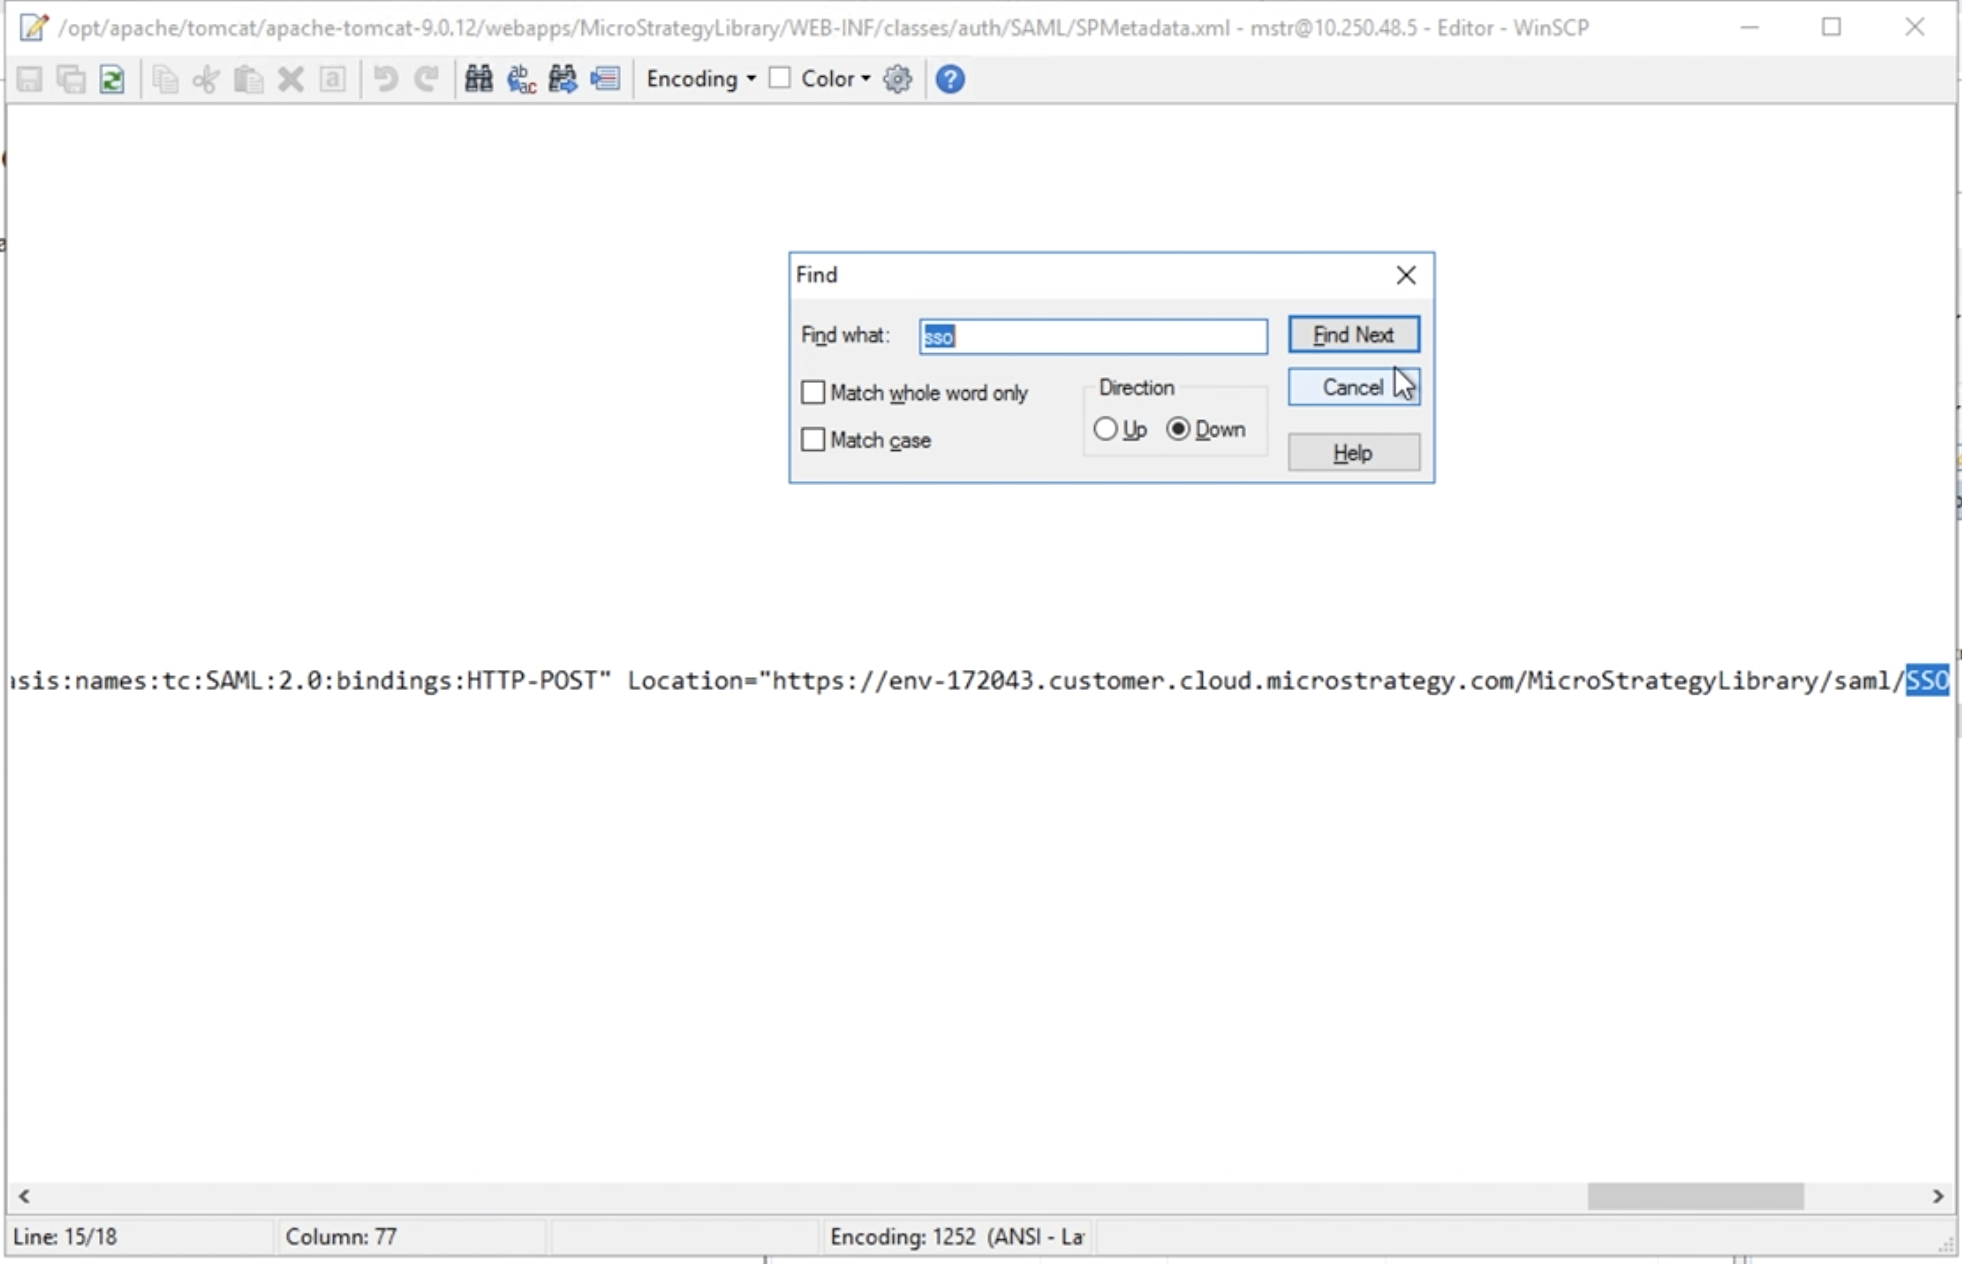 /opt/apache/tomcat/apache-tomcat-9.0.12/webapps/MicroStrategyLibrary/WEB-INF/classes/auth/SAML/SPMetadata.xml - mstr@10.250.48.5 - Editor - WinSCP
Encoding Color
Find
Find what: sso Find Next
Match whole word only Direction Cancel
Up Down
Match case Help
asis:names:tc:SAML:2.0:bindings:HTTP-POST" Location="https://env-172043.customer.cloud.microstrategy.com/MicroStrategyLibrary/saml/SSO
Line: 15/18 Column: 77 Encoding: 1252 (ANSI - La